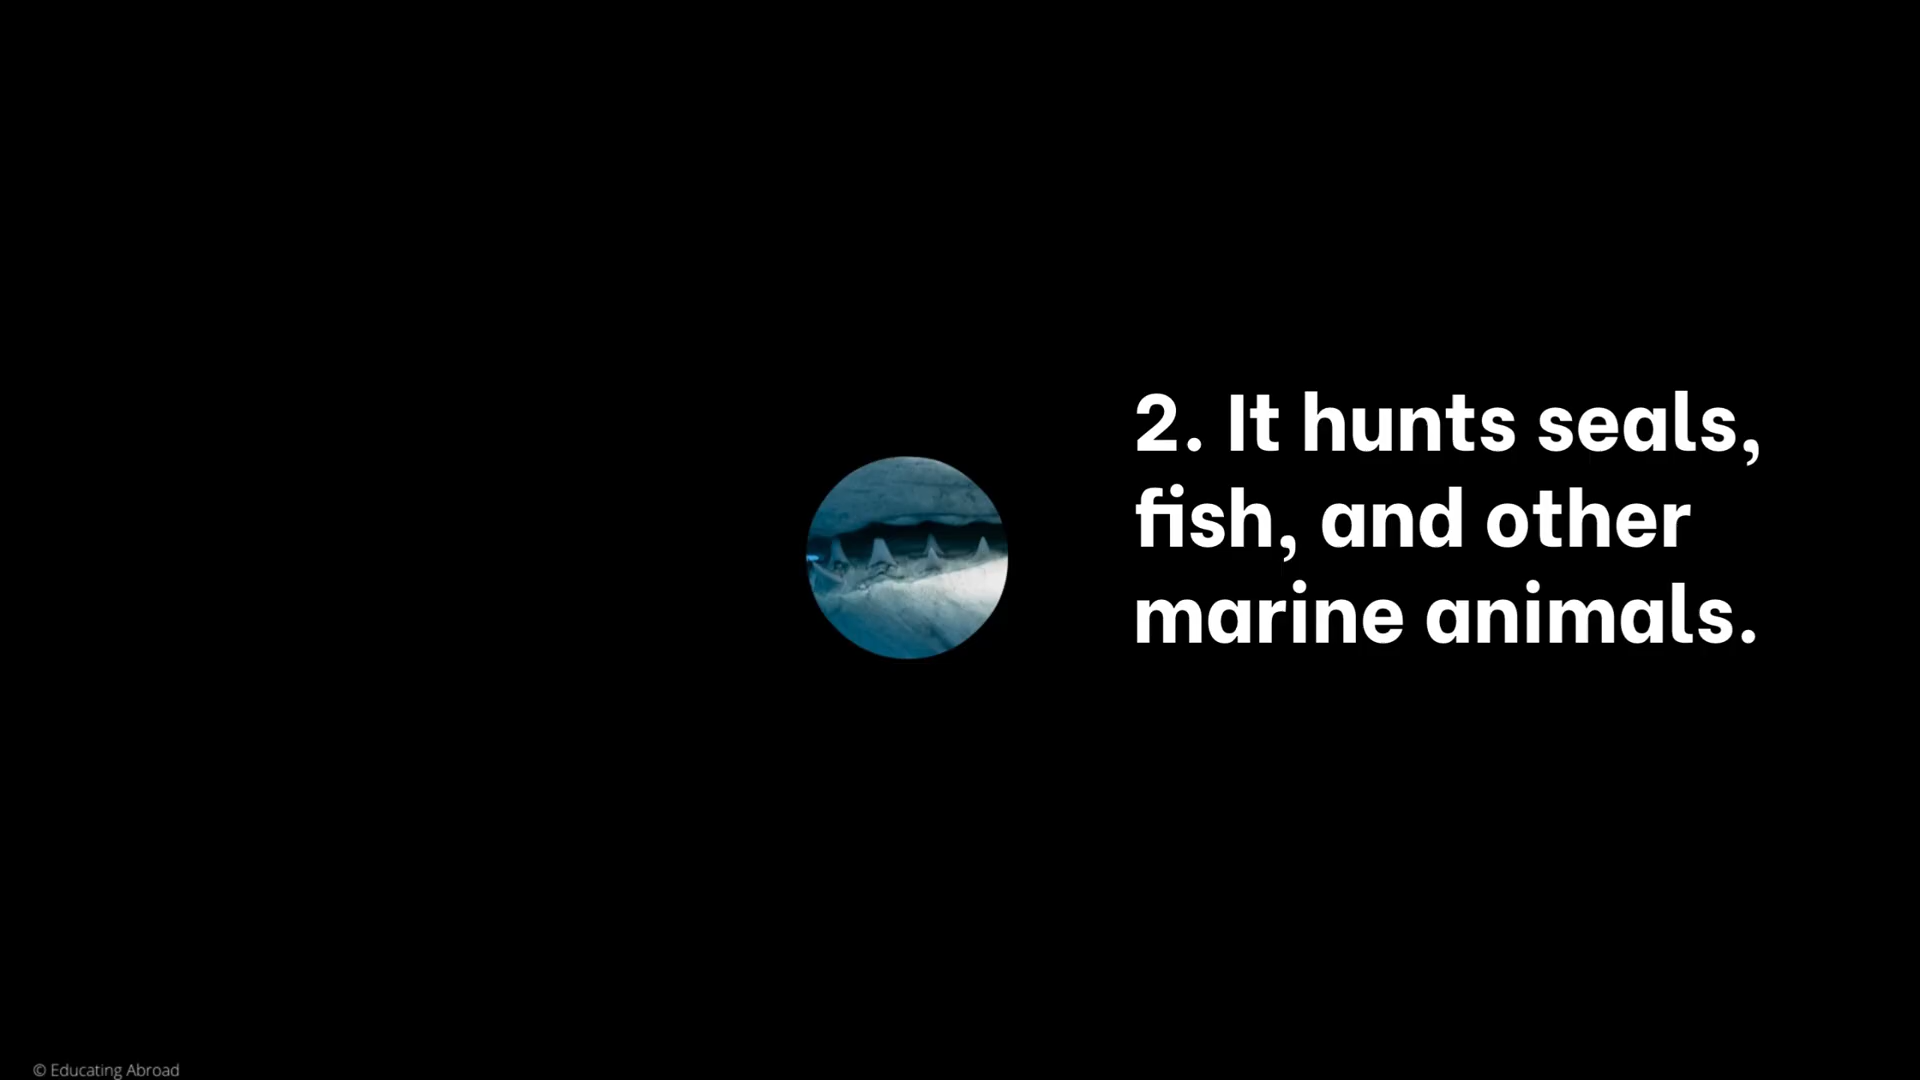 2. It hunts seals,
fish, and other
marine animals.
© Educating Abroad